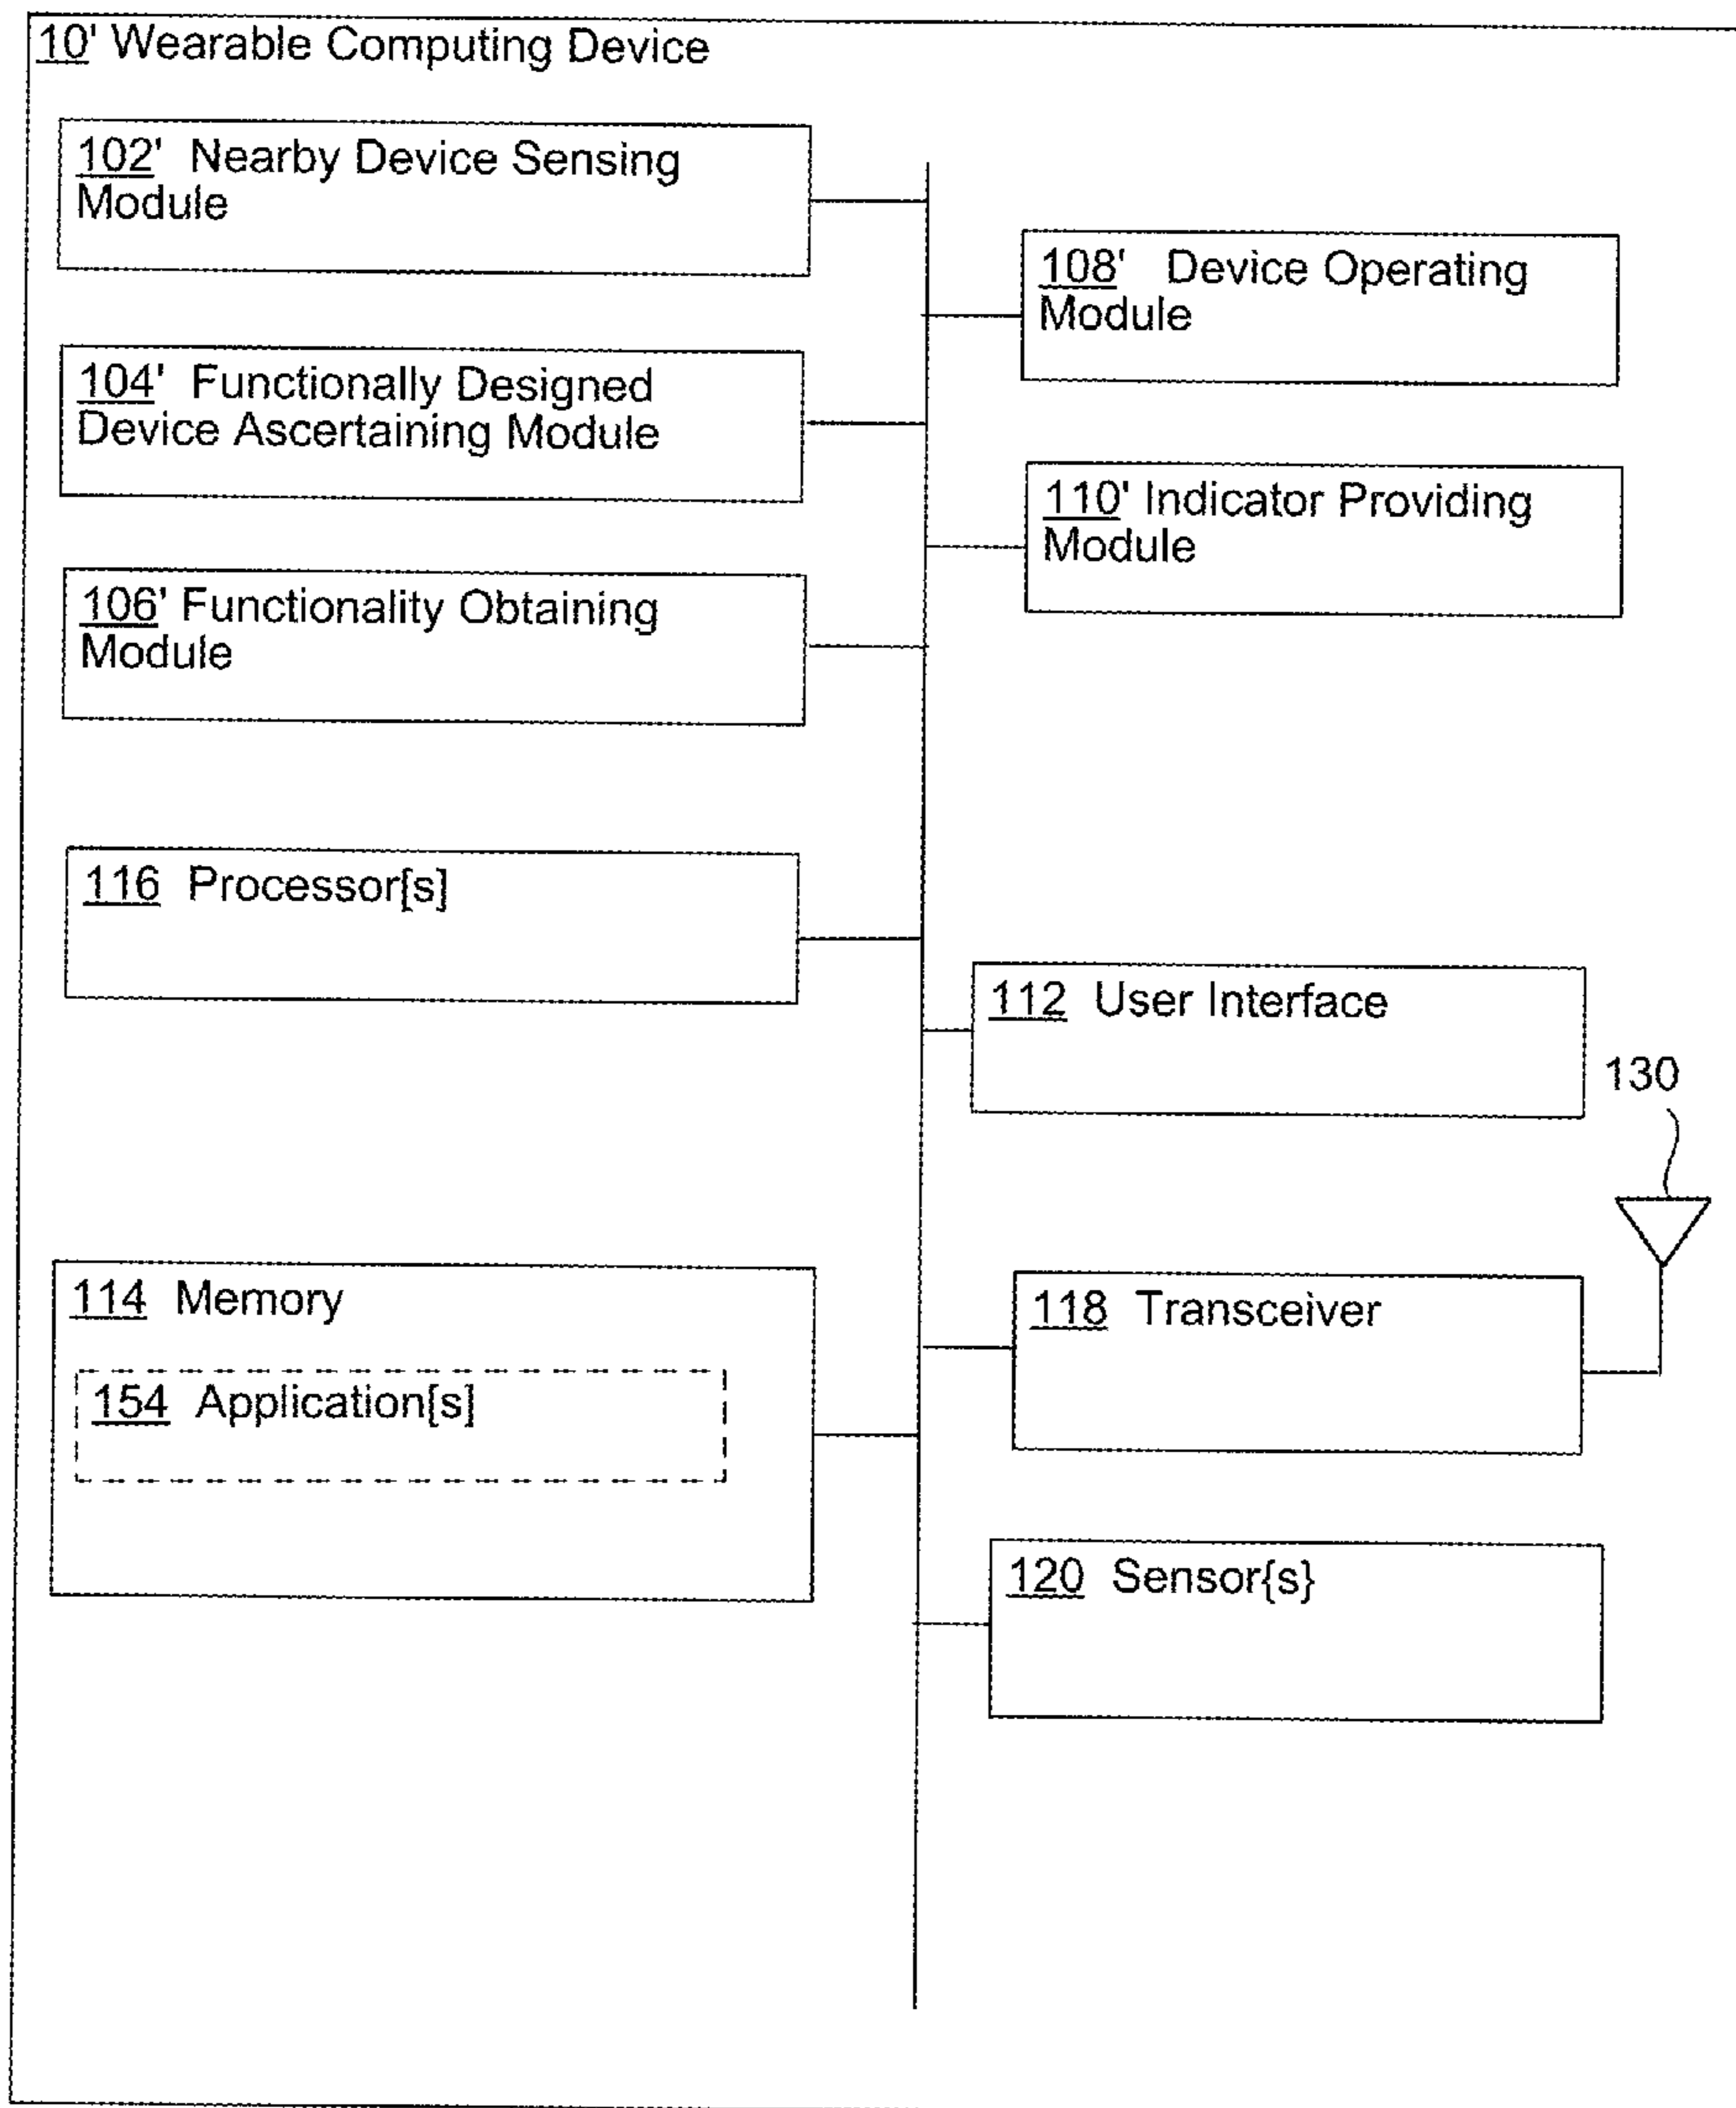 10' Wearable Computing Device
102' Nearby Device Sensing
Module
104' Functionally Designed
Device Ascertaining Module
106' Functionality Obtaining
Module
108' Device Operating
Module
110' Indicator Providing
Module
116 Processor[s]
112 User Interface
130
114 Memory
154 Application[s]
118 Transceiver
120 Sensor{s}